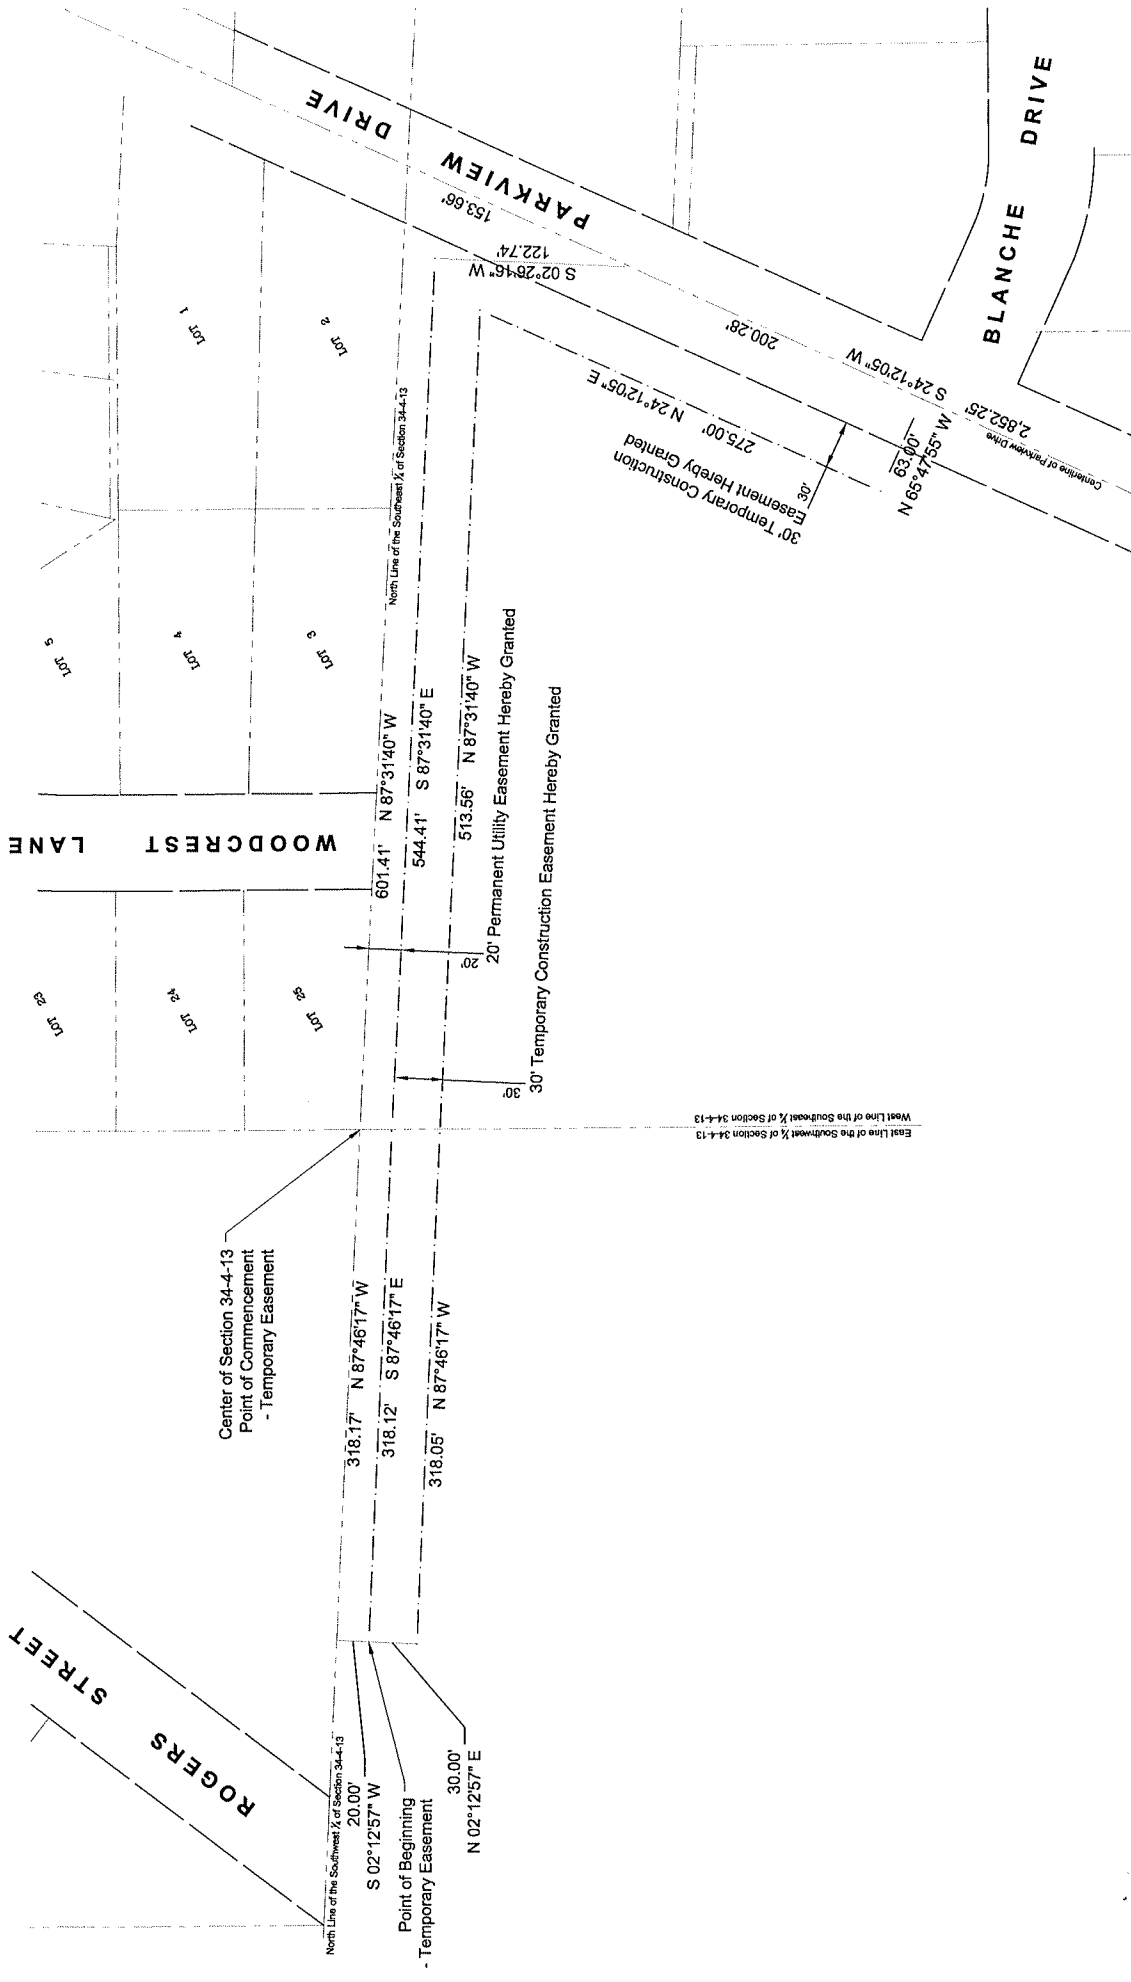 PARKVIEW DRIVE
BLANCHE DRIVE
153.66'
122.74'
S 02°26'46" W
200.28'
S 24°12'05" W
2,852.25'
Centerline of Parkview Drive
N 24°12'05" E
275.00'
30' Temporary Construction
Easement Hereby Granted
30'
63.00'
N 65°47'55" W
LOT 1
LOT 2
LOT 3
LOT 4
LOT 5
North Line of the Southeast ¼ of Section 34-4-13
WOODCREST LANE
601.41' N 87°31'40" W
544.41' S 87°31'40" E
513.56' N 87°31'40" W
20'
20' Permanent Utility Easement Hereby Granted
30'
30' Temporary Construction Easement Hereby Granted
LOT 23
LOT 24
LOT 25
West Line of the Southeast ¼ of Section 34-4-13
East Line of the Southwest ¼ of Section 34-4-13
Center of Section 34-4-13
Point of Commencement
- Temporary Easement
318.17' N 87°46'17" W
318.12' S 87°46'17" E
318.05' N 87°46'17" W
ROGERS STREET
North Line of the Southwest ¼ of Section 34-4-13
20.00'
S 02°12'57" W
Point of Beginning
- Temporary Easement
30.00'
N 02°12'57" E